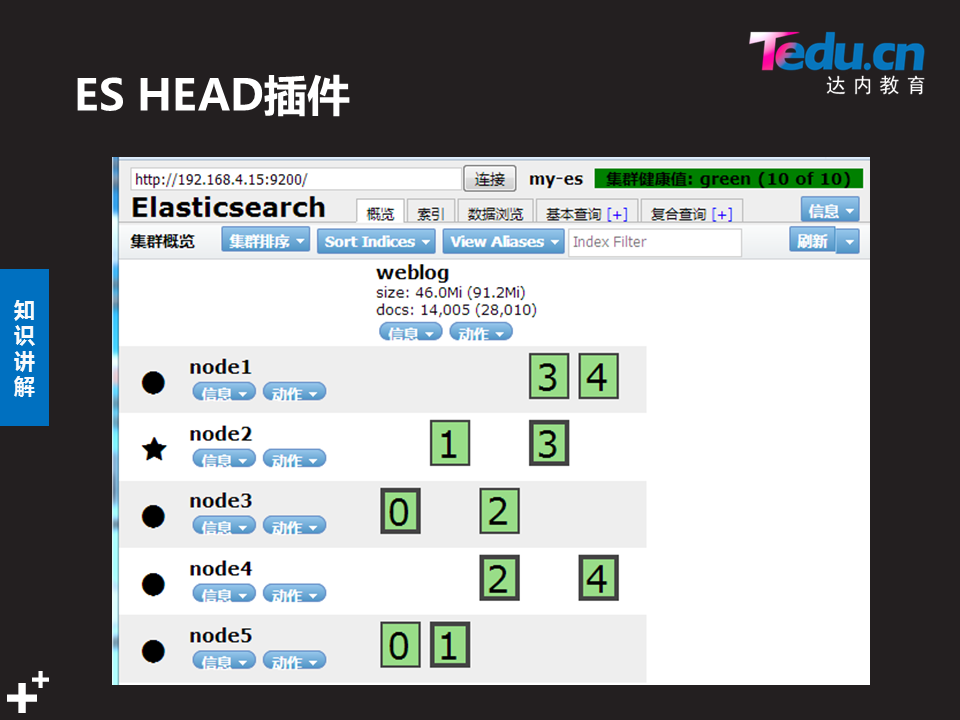 Tedu.cn
达内教育
ES HEAD插件
http://192.168.4.15:9200/ 连接 my-es 集群健康值: green (10 of 10)
Elasticsearch 概览 索引 数据浏览 基本查询 [+] 复合查询 [+] 信息
集群概览 集群排序 Sort Indices View Aliases Index Filter 刷新
weblog
size: 46.0Mi (91.2Mi)
docs: 14,005 (28,010)
信息 动作
知识讲解
node1 3 4
信息 动作
node2 1 3
信息 动作
node3 0 2
信息 动作
node4 2 4
信息 动作
node5 0 1
信息 动作